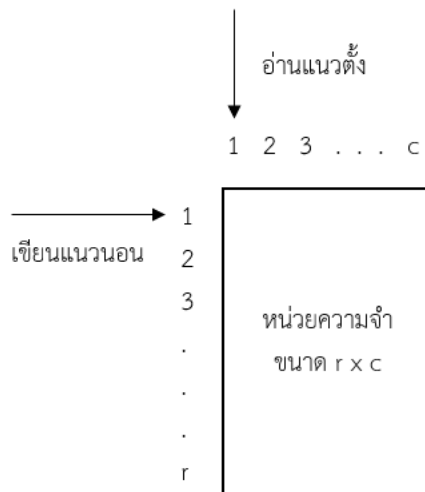 อ่านแนวตั้ง
1 2 3 . . . c
1
เขียนแนวนอน
2
3
หน่วยความจำ
ขนาด r x c
.
.
.
r